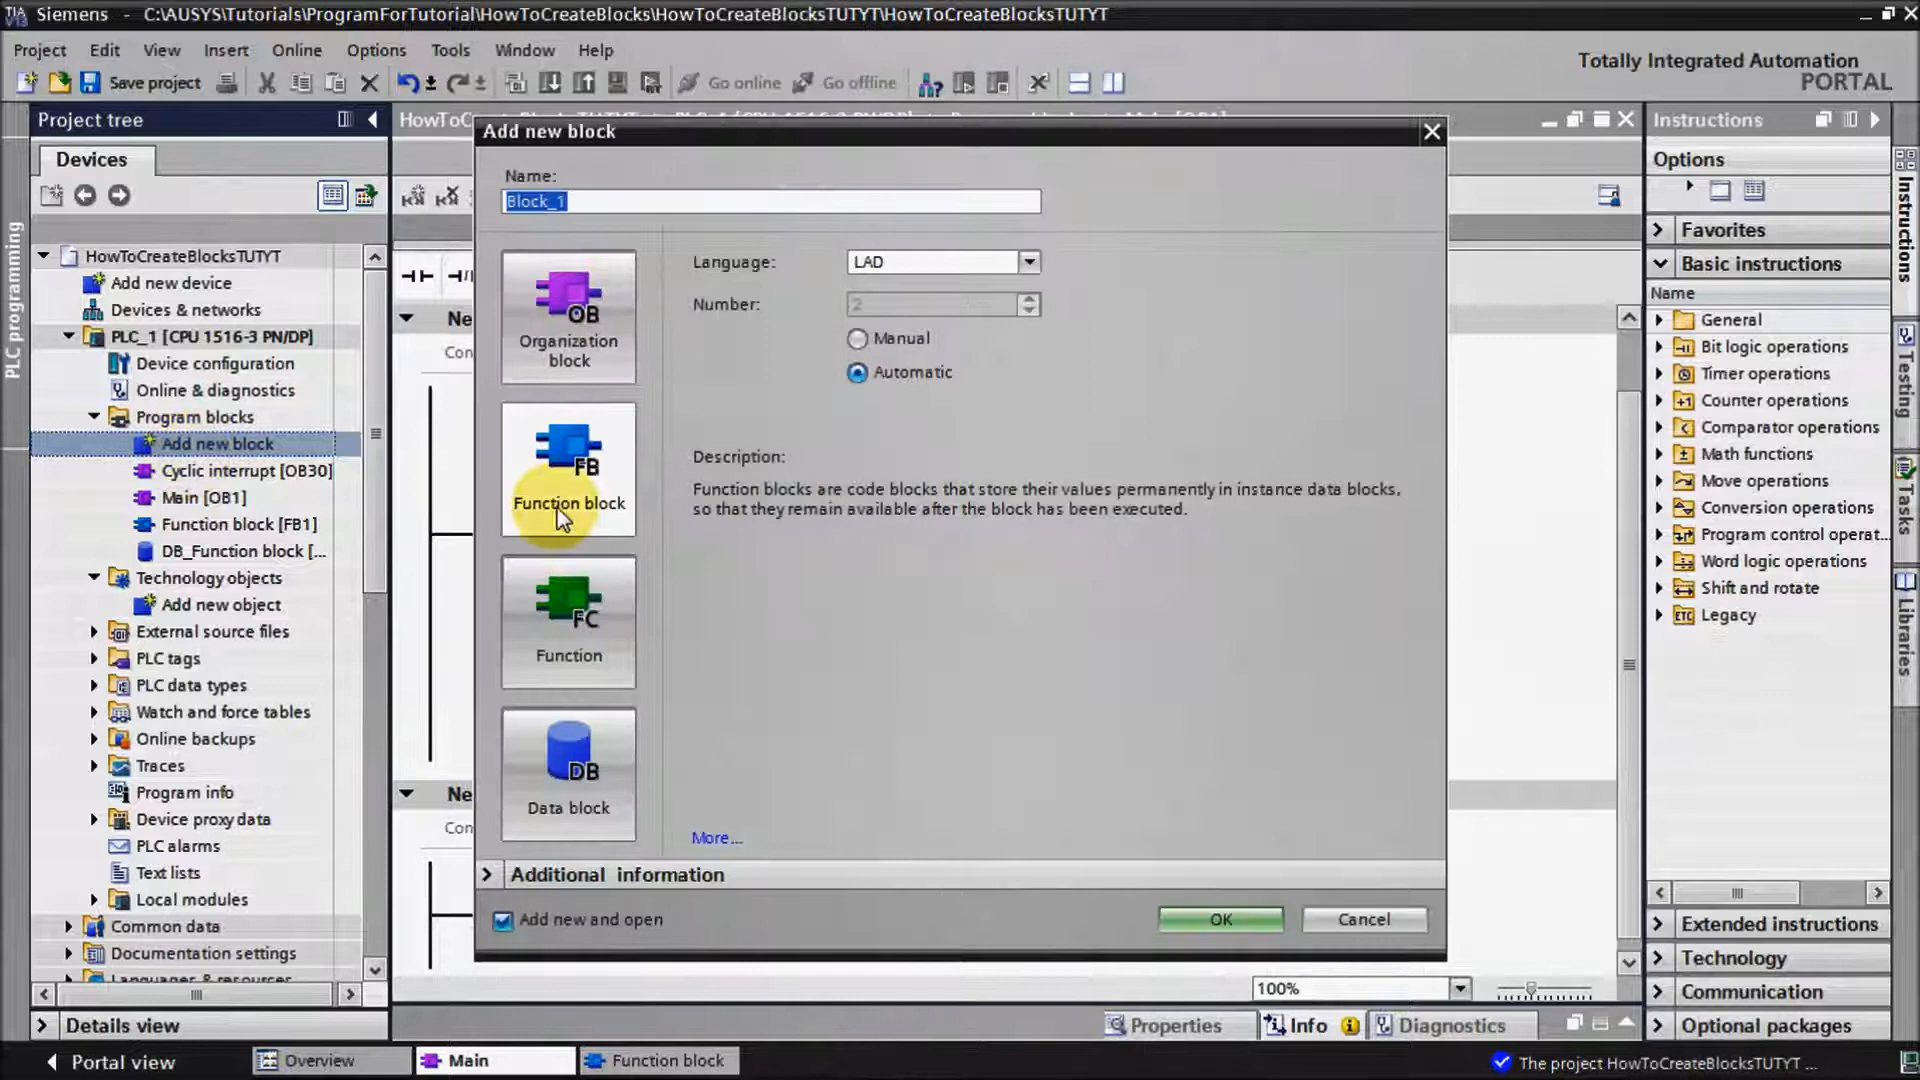 TIA
V13
Siemens - C:\AUSYS\Tutorials\ProgramForTutorial\HowToCreateBlocks\HowToCreateBlocksTUTYT\HowToCreateBlocksTUTYT
Project Edit View Insert Online Options Tools Window Help
Totally Integrated Automation
PORTAL
Save project
Go online
Go offline
Project tree
Devices
PLC programming
HowToCreateBlocksTUTYT
Add new device
Devices & networks
PLC_1 [CPU 1516-3 PN/DP]
Device configuration
Online & diagnostics
Program blocks
Add new block
Cyclic interrupt [OB30]
Main [OB1]
Function block [FB1]
DB_Function block [...
Technology objects
Add new object
External source files
PLC tags
PLC data types
Watch and force tables
Online backups
Traces
Program info
Device proxy data
PLC alarms
Text lists
Local modules
Common data
Documentation settings
Languages & resources
Details view
HowToC
Ne
Con
Ne
Con
Add new block
Name:
Block_1
OB
Organization
block
FB
Function block
FC
Function
DB
Data block
Language:
LAD
Number:
2
Manual
Automatic
Description:
Function blocks are code blocks that store their values permanently in instance data blocks,
so that they remain available after the block has been executed.
More...
Additional information
Add new and open
OK
Cancel
100%
Properties
Info
Diagnostics
Instructions
Options
Favorites
Basic instructions
Name
General
Bit logic operations
Timer operations
Counter operations
Comparator operations
Math functions
Move operations
Conversion operations
Program control operat...
Word logic operations
Shift and rotate
ETC Legacy
Extended instructions
Technology
Communication
Optional packages
Instructions
Testing
Tasks
Libraries
Portal view
Overview
Main
Function block
The project HowToCreateBlocksTUTYT ...